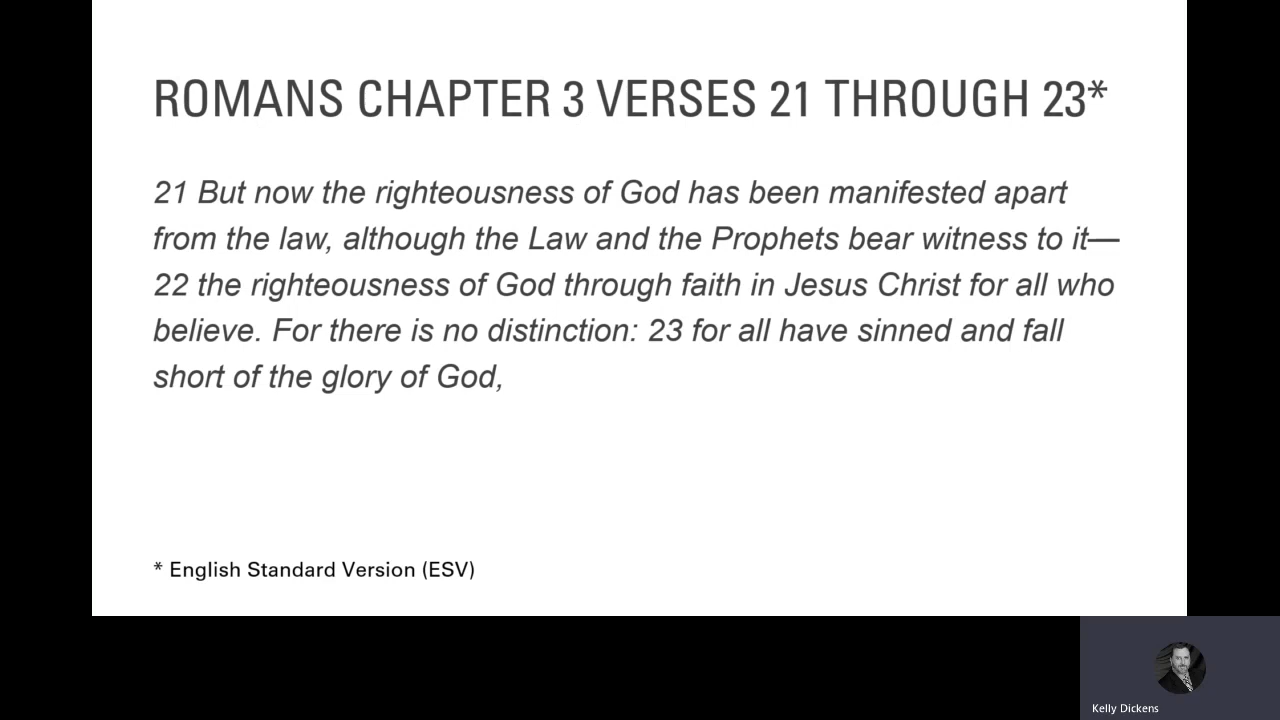 ROMANS CHAPTER 3 VERSES 21 THROUGH 23*
21 But now the righteousness of God has been manifested apart
from the law, although the Law and the Prophets bear witness to it—
22 the righteousness of God through faith in Jesus Christ for all who
believe. For there is no distinction: 23 for all have sinned and fall
short of the glory of God,
* English Standard Version (ESV)
Kelly Dickens